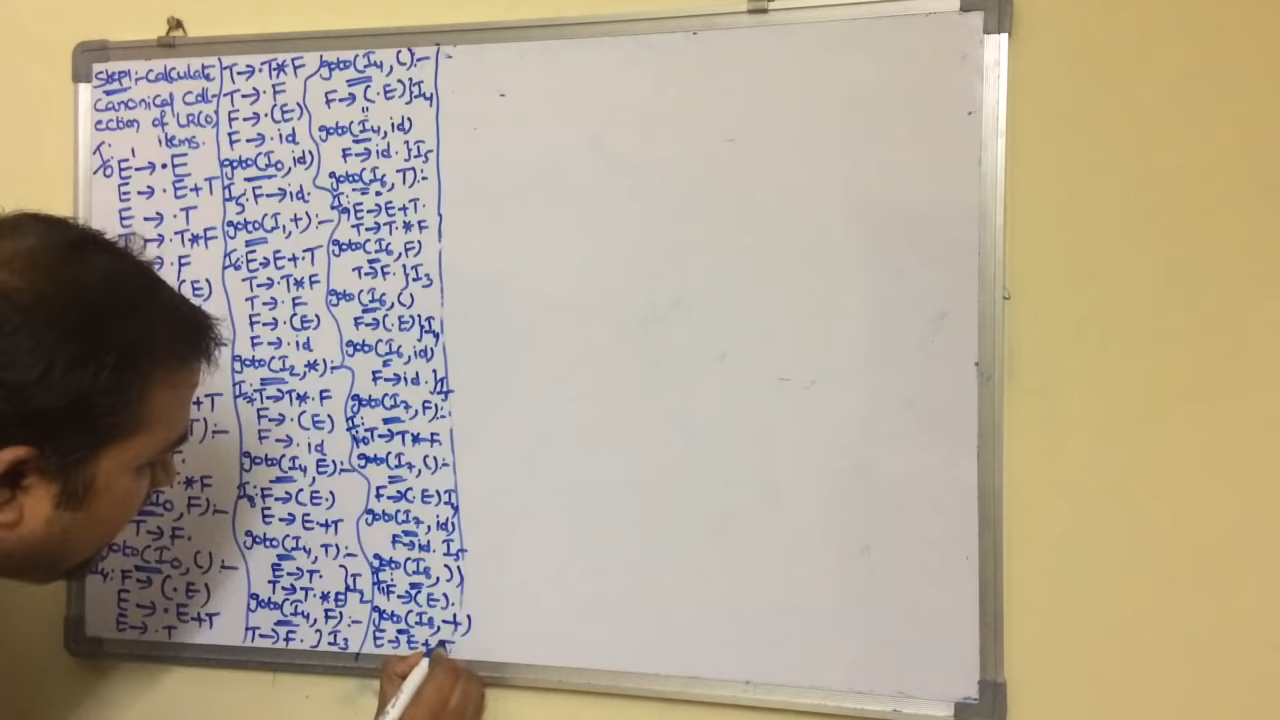 Step1:-Calculate
canonical coll-
ection of LR(0)
items.
I0: E' → ·E
E → ·E+T
E → ·T
→ ·T*F
→ ·F
(E)
+T
T):-
T.
·*F
I0, F):-
T → F.
goto(I0, ():-
I4: F → (·E)
E → ·E+T
E → ·T
T → ·T*F
T → ·F
F → ·(E)
F → ·id
goto(I0, id)
I5: F → id·
goto(I1, +):-
I6: E → E+·T
T → ·T*F
T → ·F
F → ·(E)
F → ·id
goto(I2, *):-
I7: T → T*·F
F → ·(E)
F → ·id
goto(I4, E):-
I8: F → (E·)
E → E·+T
goto(I4, T):-
E → T·
T → T·*F } I2
goto(I4, F):-
T → F· } I3
goto(I4, ():-
F → (·E) } I4
"
goto(I4, id)
F → id· } I5
goto(I6, T):-
I9: E → E+T·
T → T·*F
goto(I6, F)
T → F· } I3
goto(I6, ()
F → (·E) } I4
goto(I6, id)
F → id· } I5
goto(I7, F):-
I10: T → T*F·
goto(I7, ():-
F → (·E) I4
goto(I7, id)
F → id· I5
goto(I8, ))
I11: F → (E)·
goto(I8, +)
E → E+·T